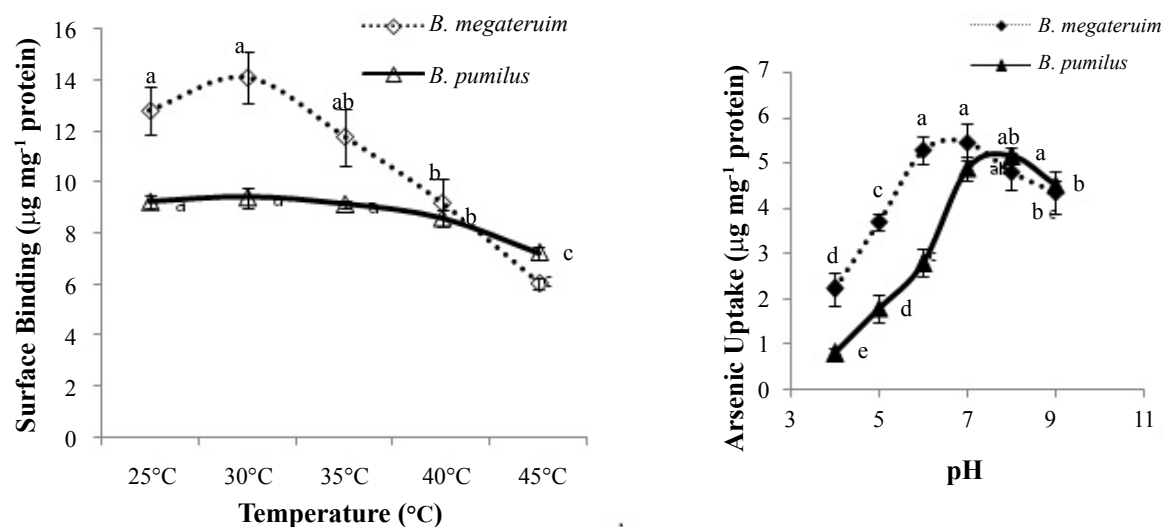 B. megateruim
B. pumilus
Surface Binding (µg mg-1 protein)
16
14
12
10
8
6
4
2
0
a
a
ab
b
b
c
25°C
30°C
35°C
40°C
45°C
Temperature (°C)
B. megateruim
B. pumilus
Arsenic Uptake (µg mg-1 protein)
7
6
5
4
3
2
1
0
a
a
ab
a
c
b
b
d
d
e
3
5
7
9
11
pH